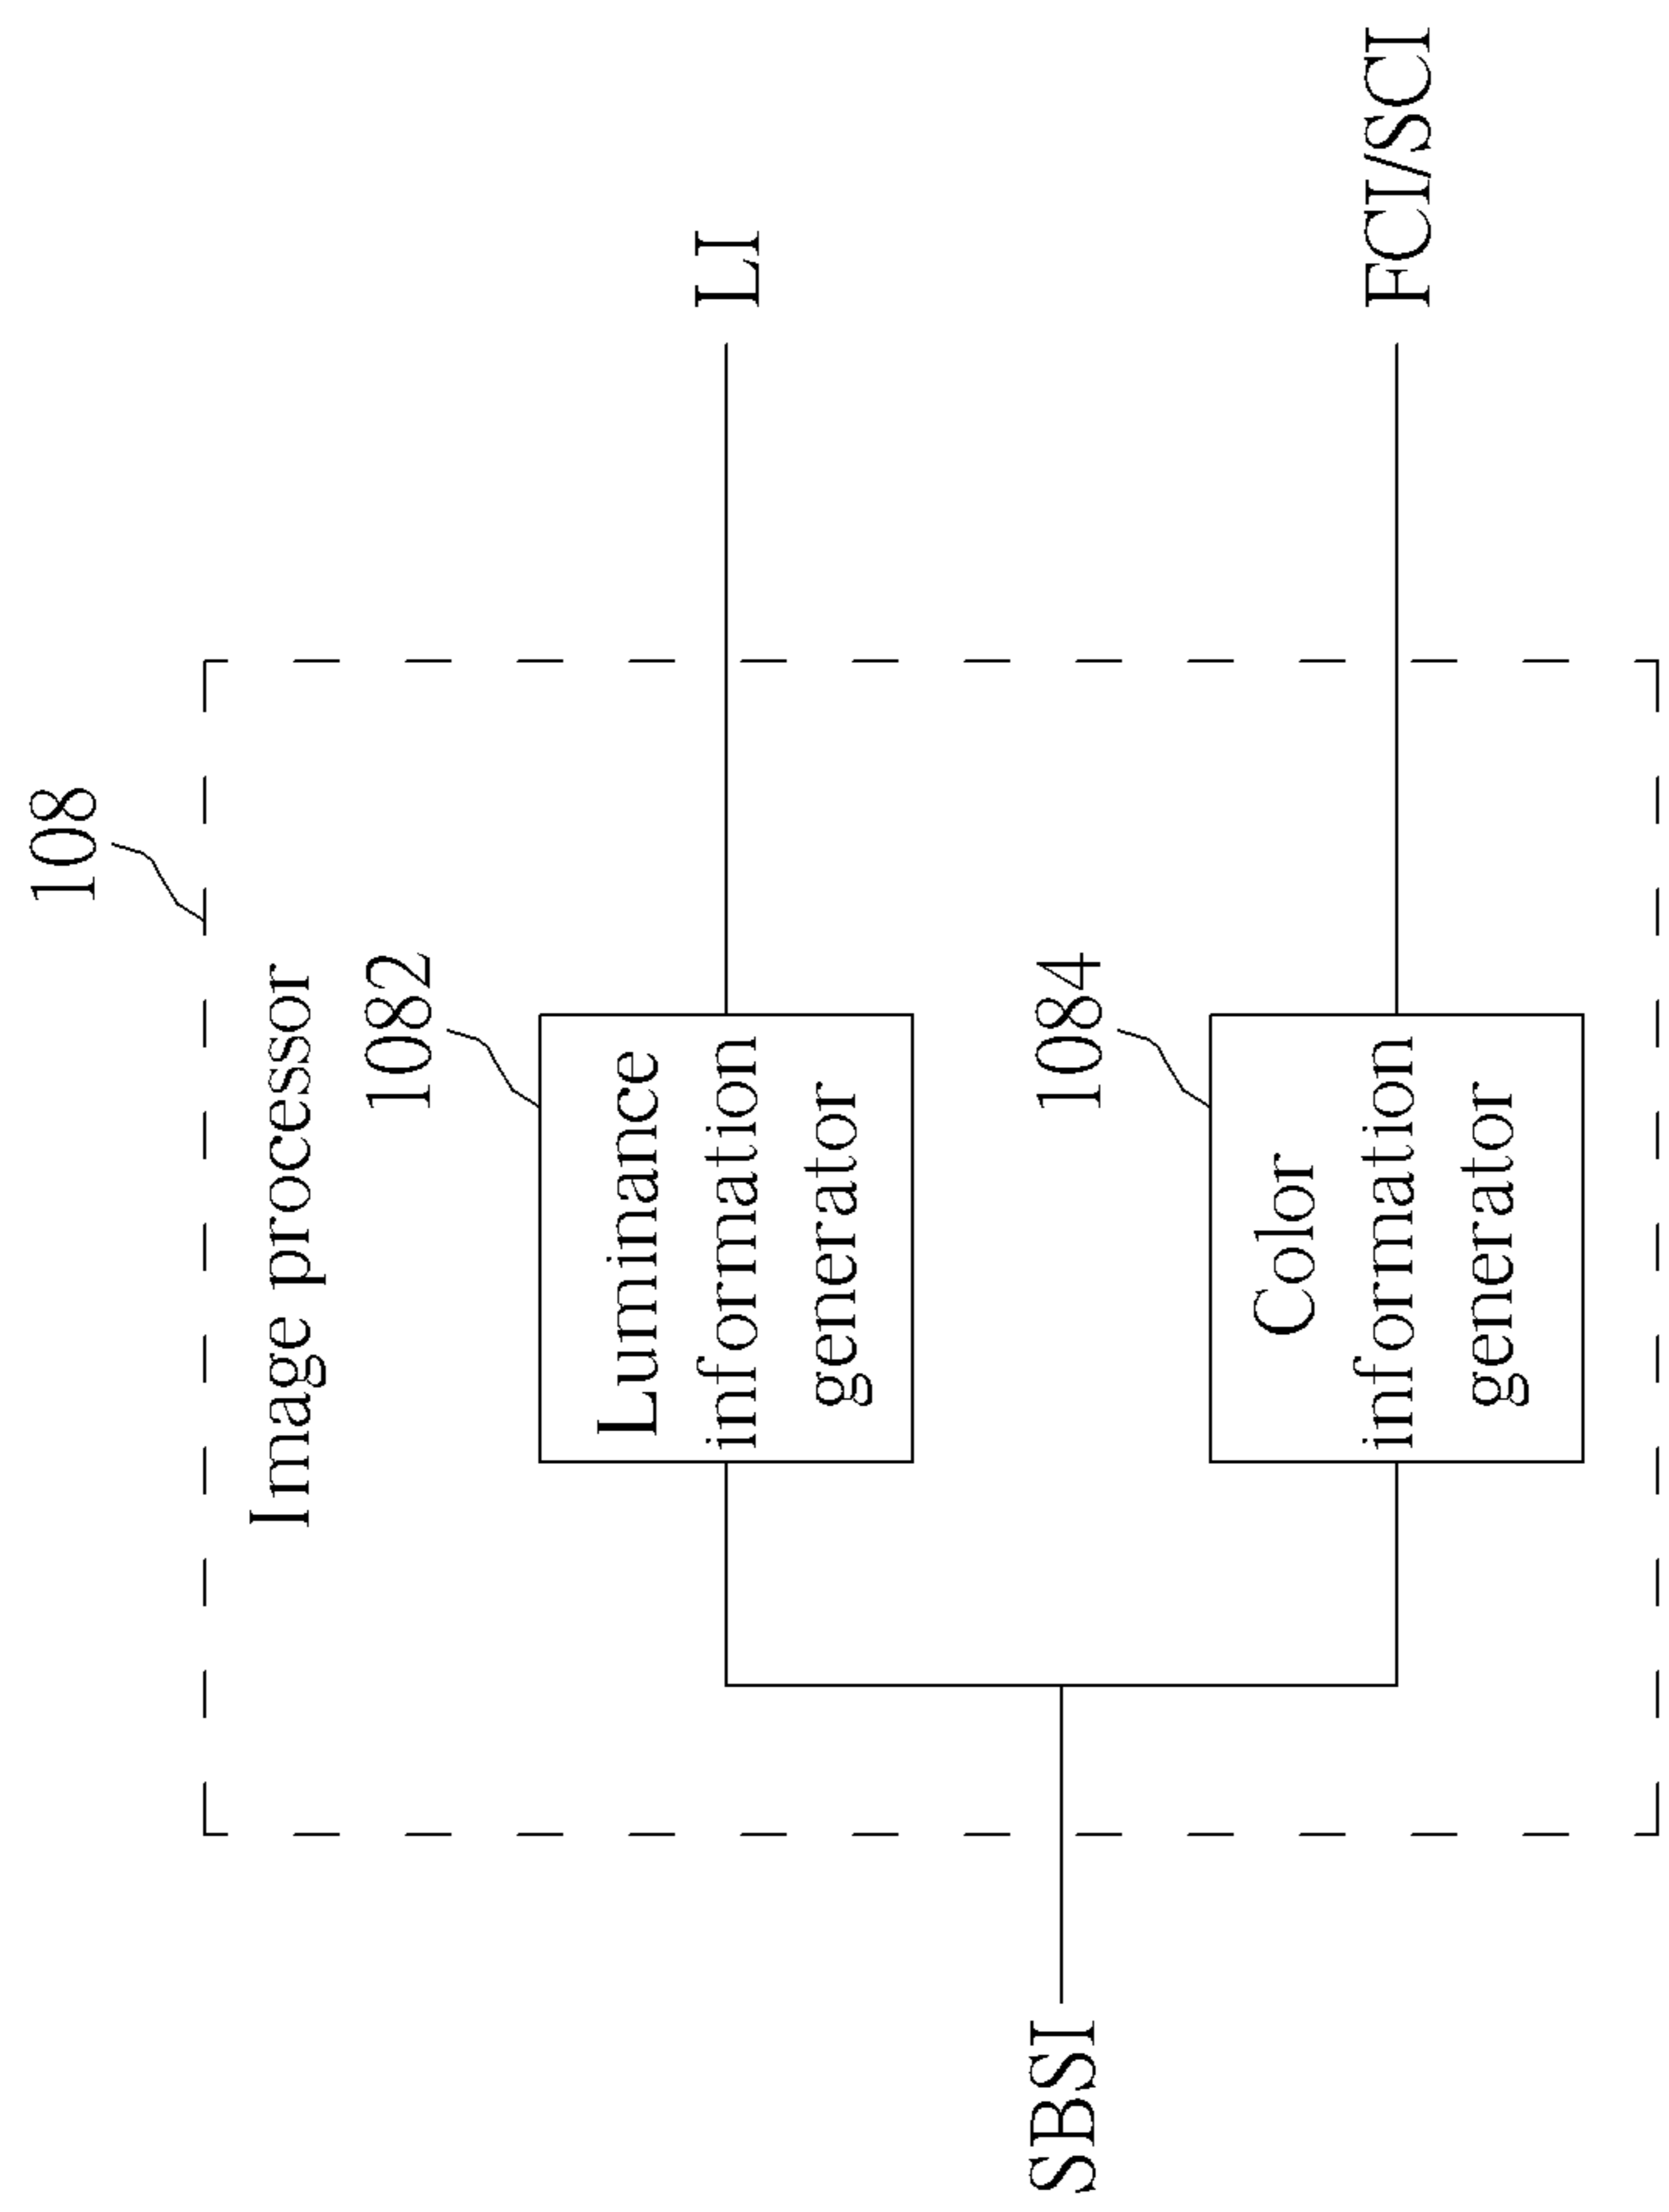 108
Image processor
1082
Luminance
information
generator
LI
SBSI
1084
Color
information
generator
FCI/SCI